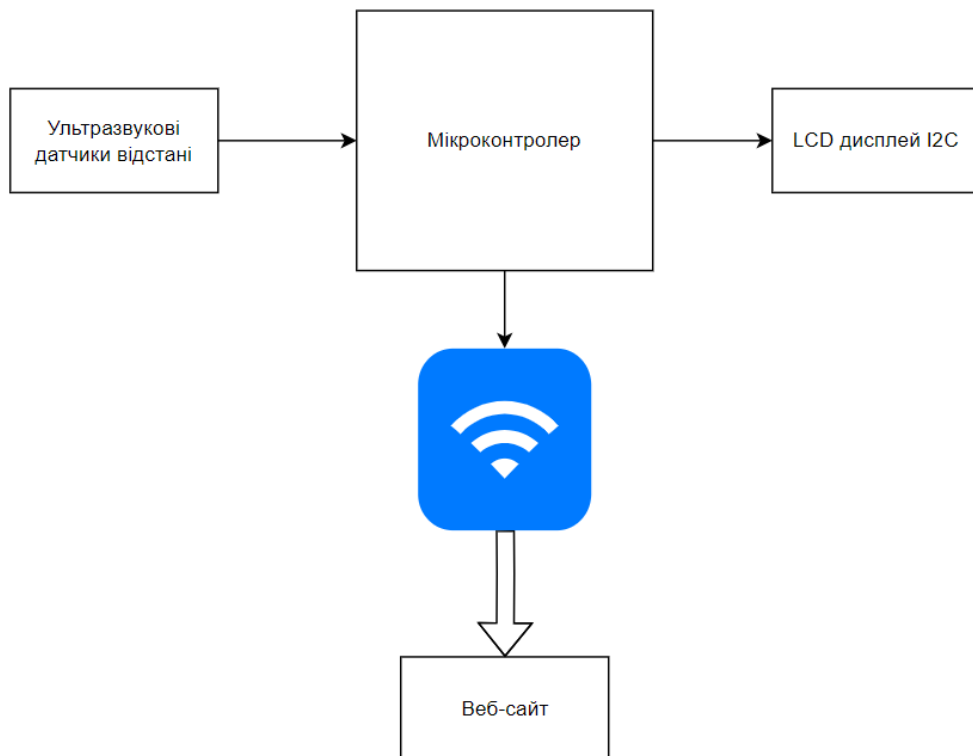 Ультразвукові
датчики відстані
Мікроконтролер
LCD дисплей I2C
Веб-сайт